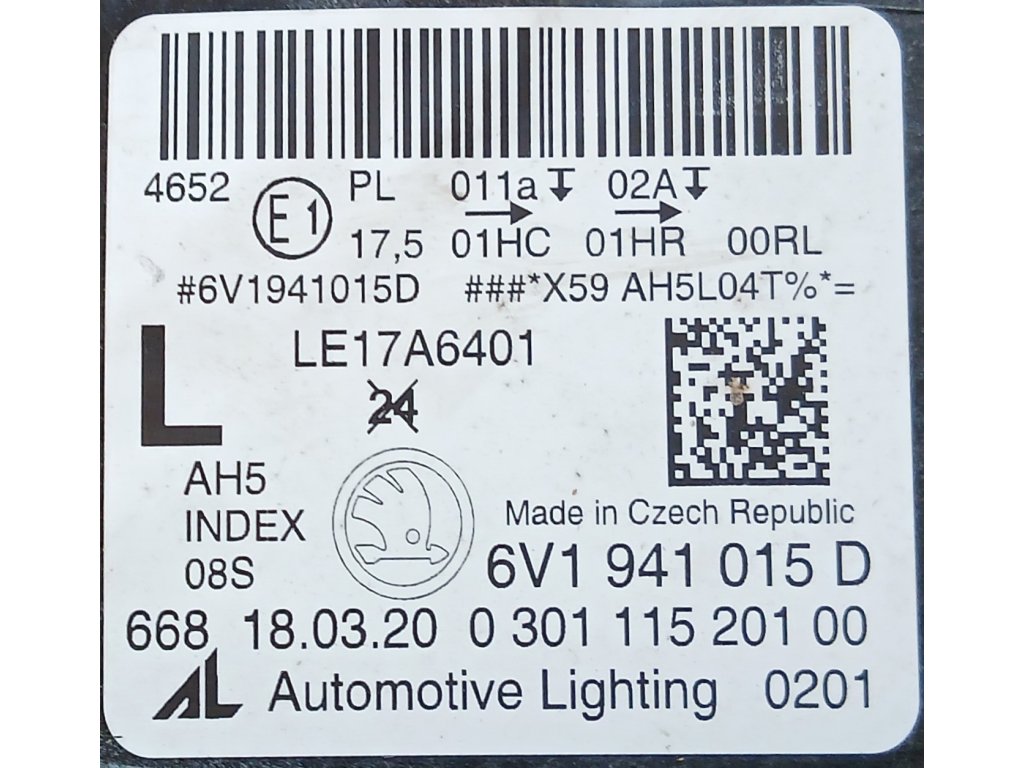 4652 E1 PL 011a 02A
17,5 01HC 01HR 00RL
#6V1941015D ###*X59 AH5L04T%*=
L LE17A6401
24
AH5
INDEX
08S
Made in Czech Republic
6V1 941 015 D
668 18.03.20 0 301 115 201 00
AL Automotive Lighting 0201